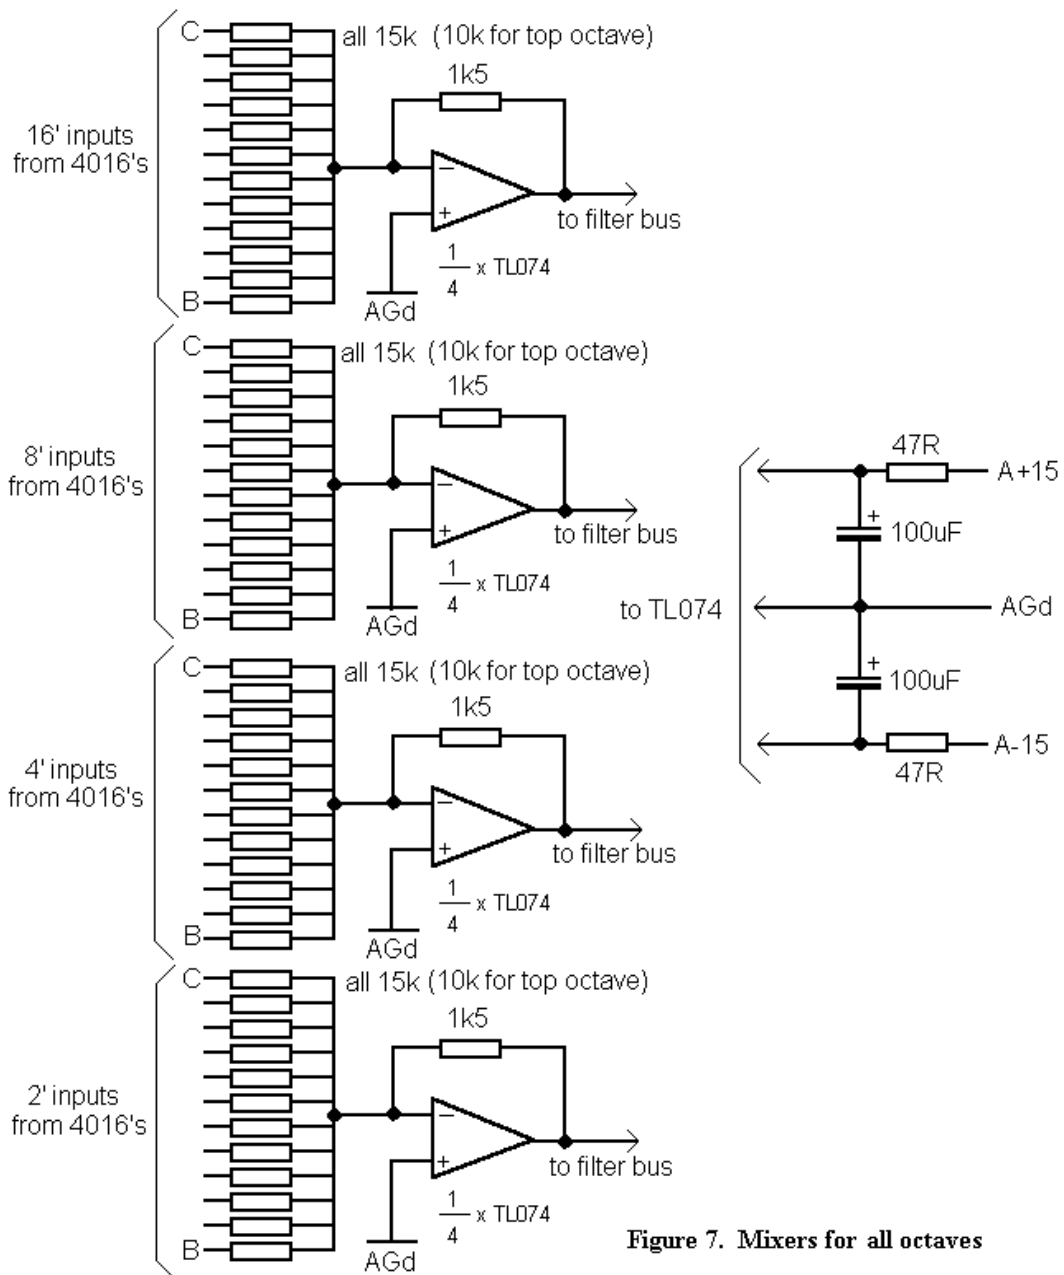 C
all 15k (10k for top octave)
1k5
16' inputs
from 4016's
−
+
to filter bus
1
4
x TL074
B
AGd
C
all 15k (10k for top octave)
1k5
8' inputs
from 4016's
−
+
to filter bus
1
4
x TL074
B
AGd
C
all 15k (10k for top octave)
1k5
4' inputs
from 4016's
−
+
to filter bus
1
4
x TL074
B
AGd
C
all 15k (10k for top octave)
1k5
2' inputs
from 4016's
−
+
to filter bus
1
4
x TL074
B
AGd
47R
A+15
+
100uF
to TL074
AGd
+
100uF
A-15
47R
Figure 7. Mixers for all octaves